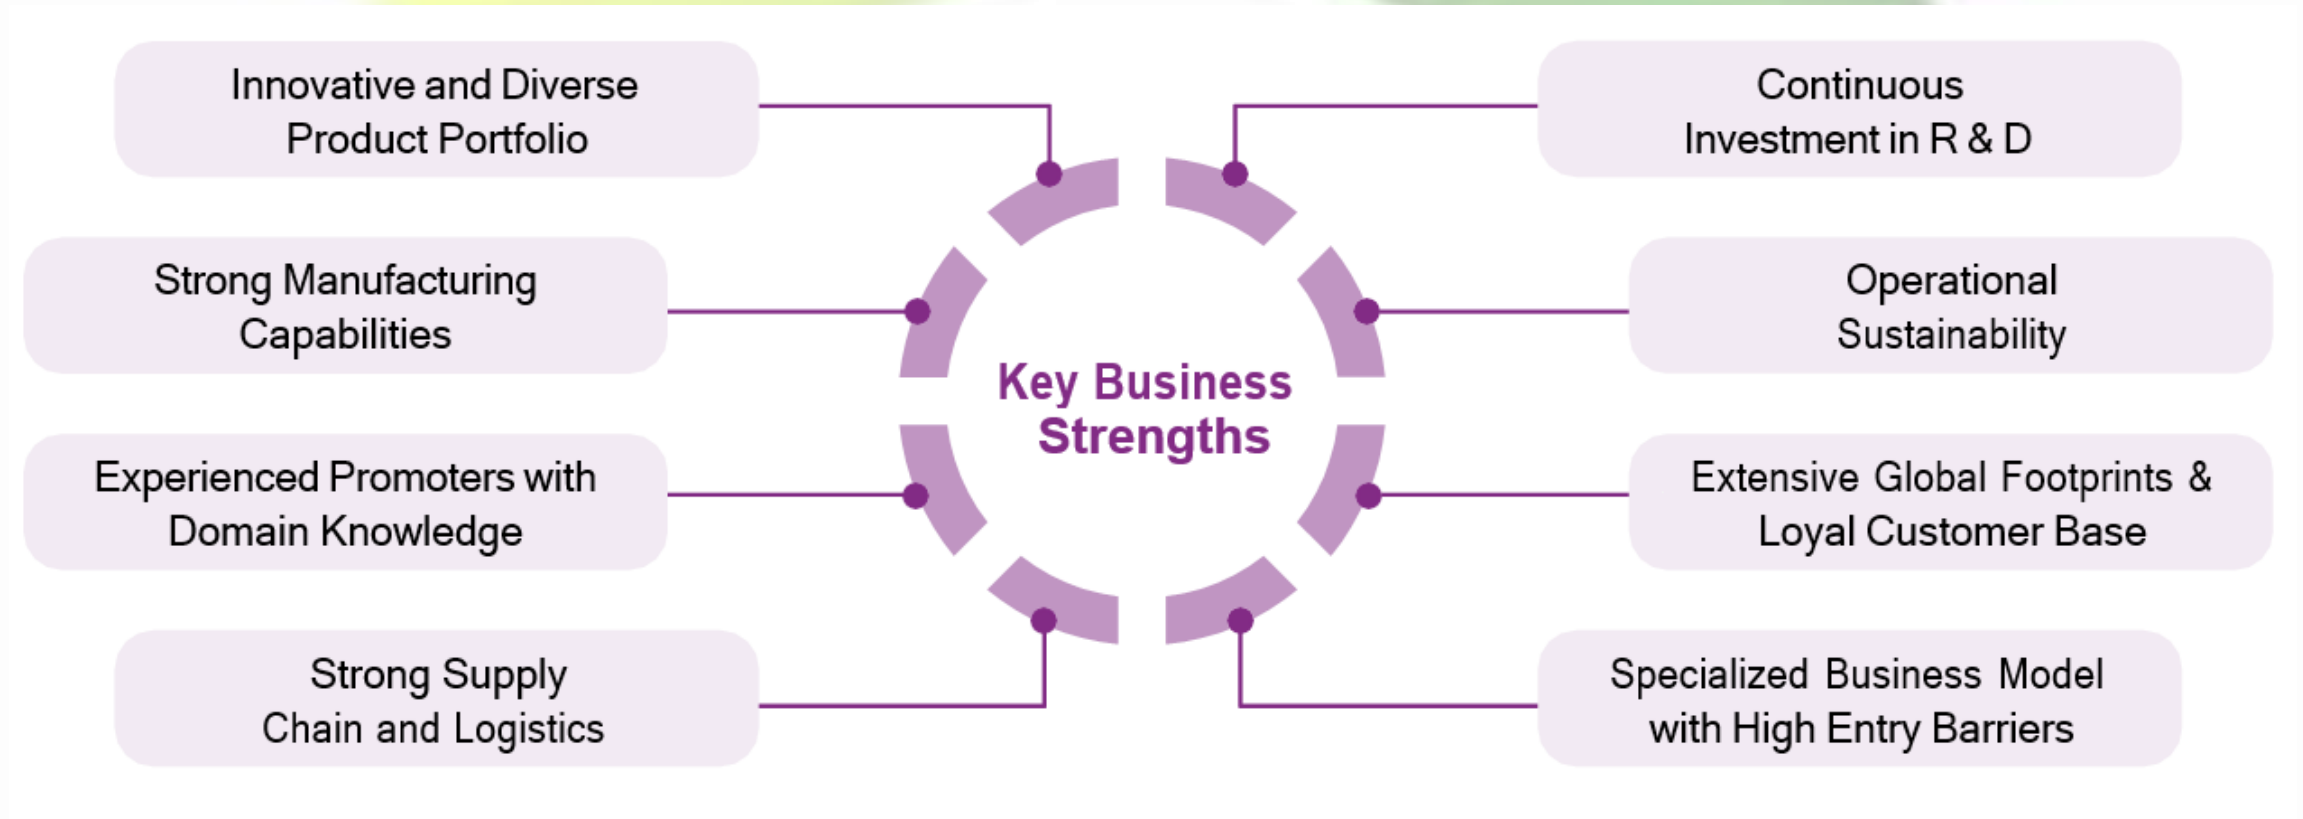 Innovative and Diverse
Product Portfolio
Strong Manufacturing
Capabilities
Experienced Promoters with
Domain Knowledge
Strong Supply
Chain and Logistics
Key Business
Strengths
Continuous
Investment in R & D
Operational
Sustainability
Extensive Global Footprints &
Loyal Customer Base
Specialized Business Model
with High Entry Barriers